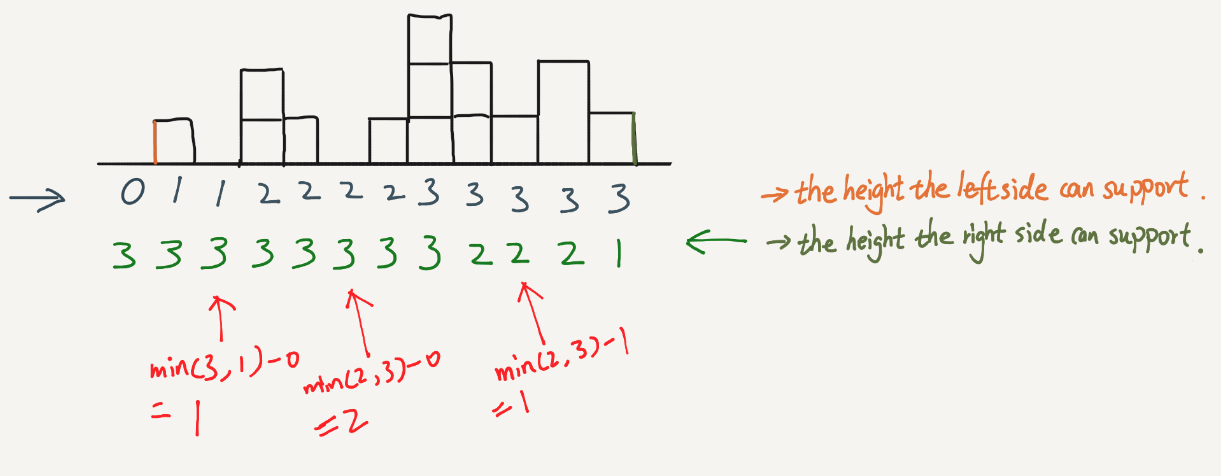 → 0 1 1 2 2 2 2 3 3 3 3 3 → the height the left side can support.
3 3 3 3 3 3 3 3 2 2 2 1 ← → the height the right side can support.
min(3,1)-0
= 1
min(2,3)-0
=2
min(2,3)-1
=1